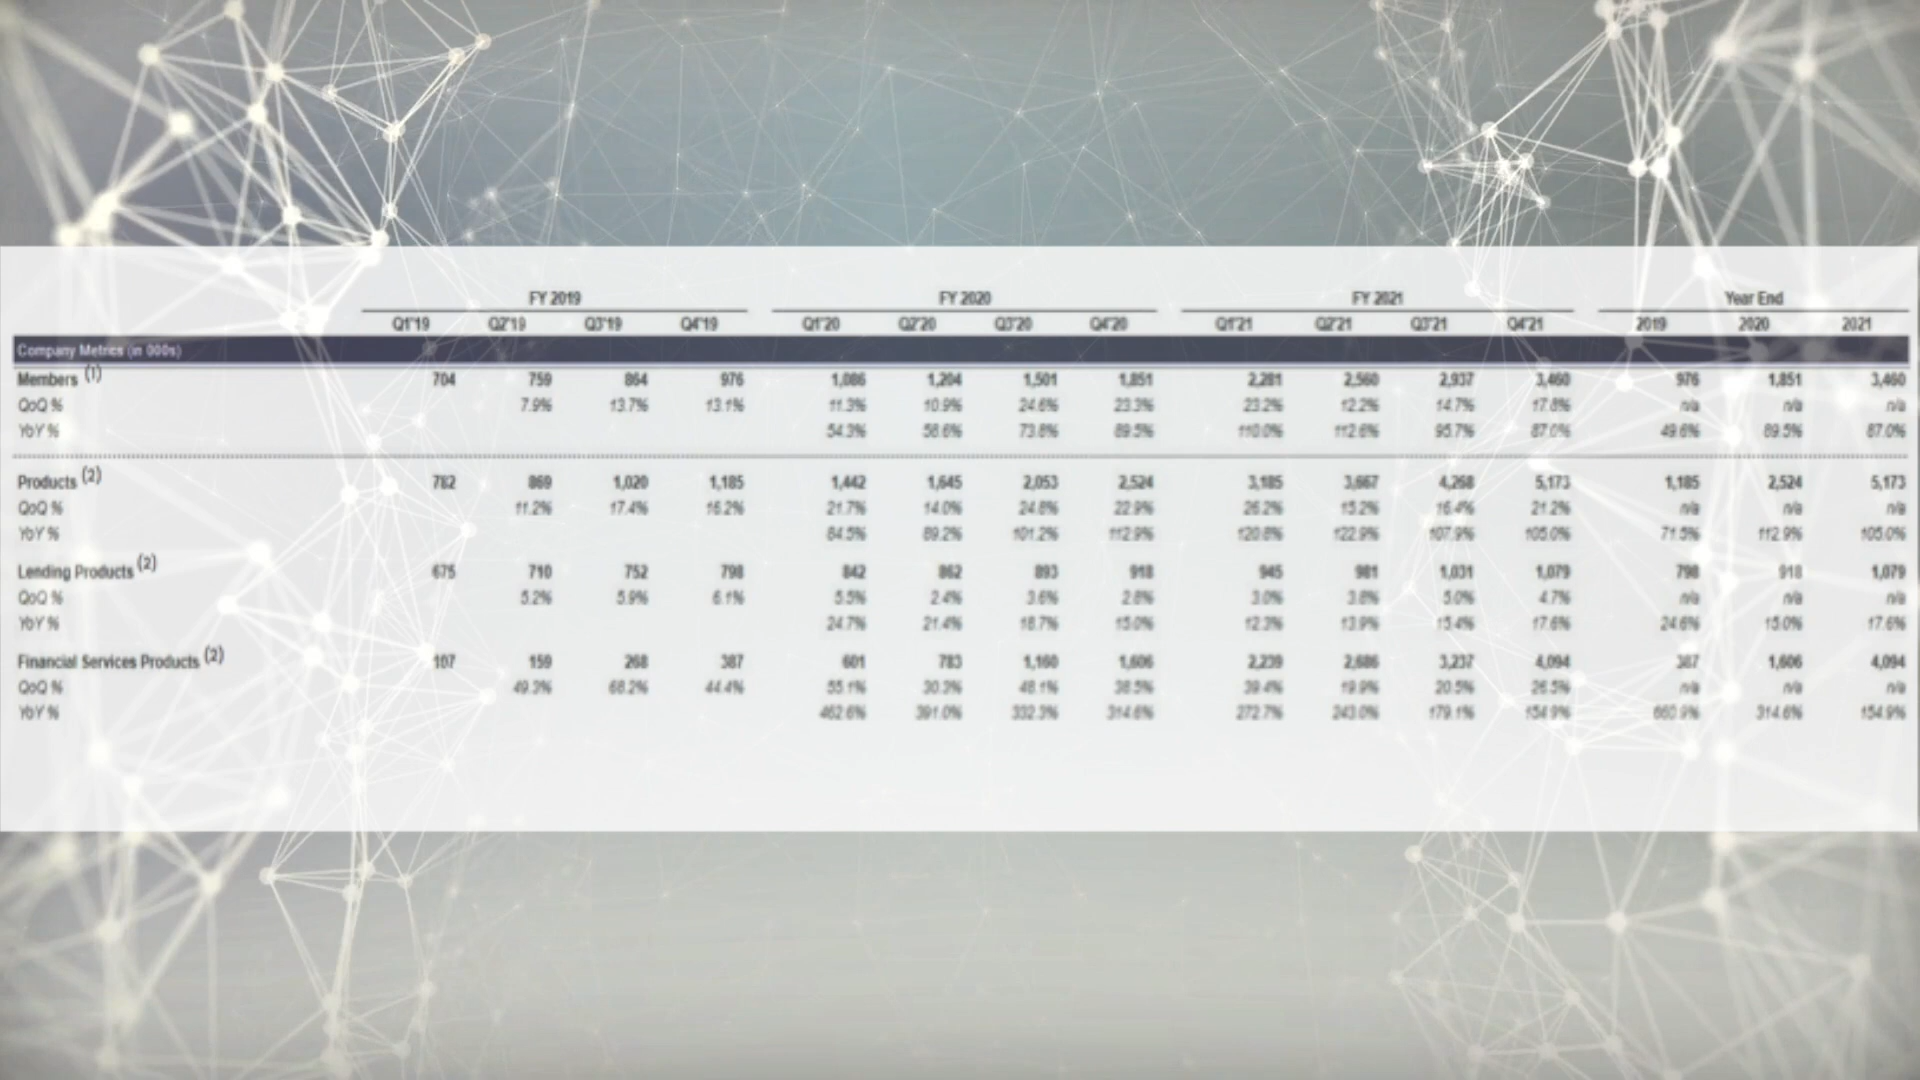 FY 2019 FY 2020 FY 2021 Year End
Q1'19 Q2'19 Q3'19 Q4'19 Q1'20 Q2'20 Q3'20 Q4'20 Q1'21 Q2'21 Q3'21 Q4'21 2019 2020 2021
Company Metrics (in 000s)
Members (1) 704 759 864 976 1,086 1,204 1,501 1,851 2,281 2,560 2,937 3,460 976 1,851 3,460
QoQ % 7.9% 13.7% 13.1% 11.3% 10.9% 24.6% 23.3% 23.2% 12.2% 14.7% 17.8% n/a n/a n/a
YoY % 54.3% 58.6% 73.8% 89.5% 110.0% 112.6% 95.7% 87.0% 49.6% 89.5% 87.0%
Products (2) 782 869 1,020 1,185 1,442 1,645 2,053 2,524 3,185 3,667 4,268 5,173 1,185 2,524 5,173
QoQ % 11.2% 17.4% 16.2% 21.7% 14.0% 24.8% 22.9% 26.2% 15.2% 16.4% 21.2% n/a n/a n/a
YoY % 84.5% 89.2% 101.2% 112.9% 120.8% 122.9% 107.9% 105.0% 71.5% 112.9% 105.0%
Lending Products (2) 675 710 752 798 842 862 893 918 945 981 1,031 1,079 798 918 1,079
QoQ % 5.2% 5.9% 6.1% 5.5% 2.4% 3.6% 2.8% 3.0% 3.8% 5.0% 4.7% n/a n/a n/a
YoY % 24.7% 21.4% 18.7% 15.0% 12.3% 13.9% 15.4% 17.6% 24.6% 15.0% 17.6%
Financial Services Products (2) 107 159 268 387 601 783 1,160 1,606 2,239 2,686 3,237 4,094 387 1,606 4,094
QoQ % 49.3% 68.2% 44.4% 55.1% 30.3% 48.1% 38.5% 39.4% 19.9% 20.5% 26.5% n/a n/a n/a
YoY % 462.6% 391.0% 332.3% 314.6% 272.7% 243.0% 179.1% 154.9% 314.6% 154.9%